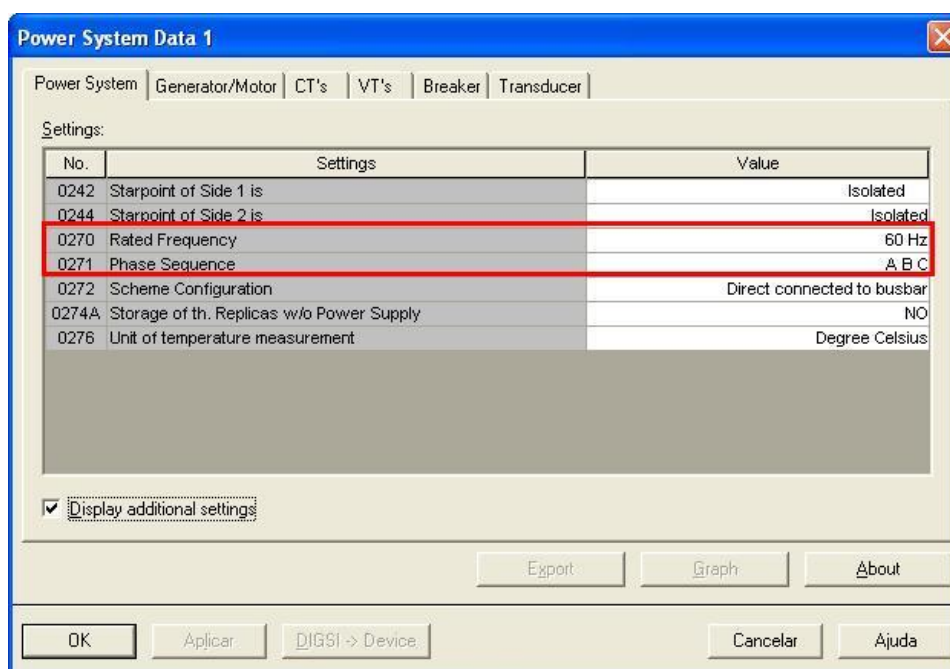 Power System Data 1
Power System Generator/Motor CT's VT's Breaker Transducer
Settings:
No. Settings Value
0242 Starpoint of Side 1 is Isolated
0244 Starpoint of Side 2 is Isolated
0270 Rated Frequency 60 Hz
0271 Phase Sequence A B C
0272 Scheme Configuration Direct connected to busbar
0274A Storage of th. Replicas w/o Power Supply NO
0276 Unit of temperature measurement Degree Celsius
Display additional settings
Export Graph About
OK Aplicar DIGSI -> Device Cancelar Ajuda